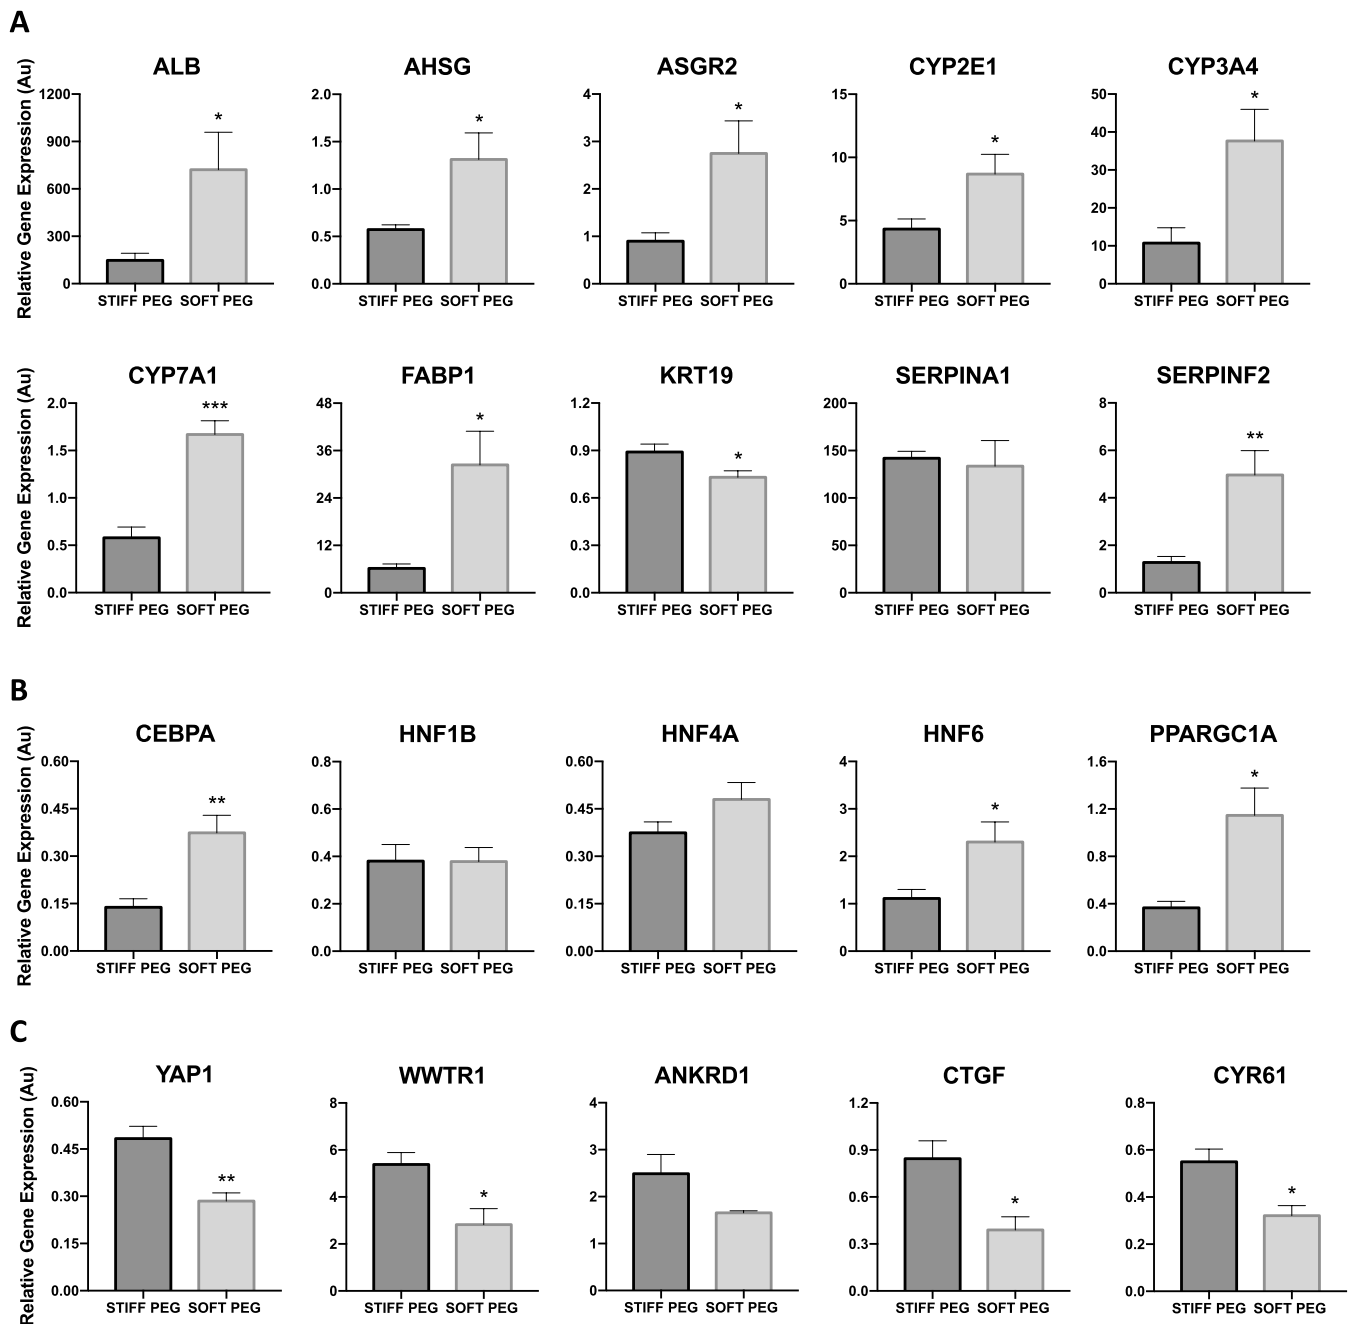 A
ALB AHSG ASGR2 CYP2E1 CYP3A4
Relative Gene Expression (Au)
1200 2.0 4 15 50
* * * * *
900 1.5 3 10 40
600 1.0 2 5 30
300 0.5 1 0 20
0 0.0 0 10
0
STIFF PEG SOFT PEG STIFF PEG SOFT PEG STIFF PEG SOFT PEG STIFF PEG SOFT PEG STIFF PEG SOFT PEG
CYP7A1 FABP1 KRT19 SERPINA1 SERPINF2
Relative Gene Expression (Au)
2.0 48 1.2 200 8
*** * * **
1.5 36 0.9 150 6
1.0 24 0.6 100 4
0.5 12 0.3 50 2
0.0 0 0.0 0 0
STIFF PEG SOFT PEG STIFF PEG SOFT PEG STIFF PEG SOFT PEG STIFF PEG SOFT PEG STIFF PEG SOFT PEG
B
CEBPA HNF1B HNF4A HNF6 PPARGC1A
Relative Gene Expression (Au)
0.60 0.8 0.60 4 1.6
** * *
0.45 0.6 0.45 3 1.2
0.30 0.4 0.30 2 0.8
0.15 0.2 0.15 1 0.4
0.00 0.0 0.00 0 0.0
STIFF PEG SOFT PEG STIFF PEG SOFT PEG STIFF PEG SOFT PEG STIFF PEG SOFT PEG STIFF PEG SOFT PEG
C
YAP1 WWTR1 ANKRD1 CTGF CYR61
Relative Gene Expression (Au)
0.60 8 4 1.2 0.8
0.45 6 3 0.9 0.6
** * * *
0.30 4 2 0.6 0.4
0.15 2 1 0.3 0.2
0.00 0 0 0.0 0.0
STIFF PEG SOFT PEG STIFF PEG SOFT PEG STIFF PEG SOFT PEG STIFF PEG SOFT PEG STIFF PEG SOFT PEG